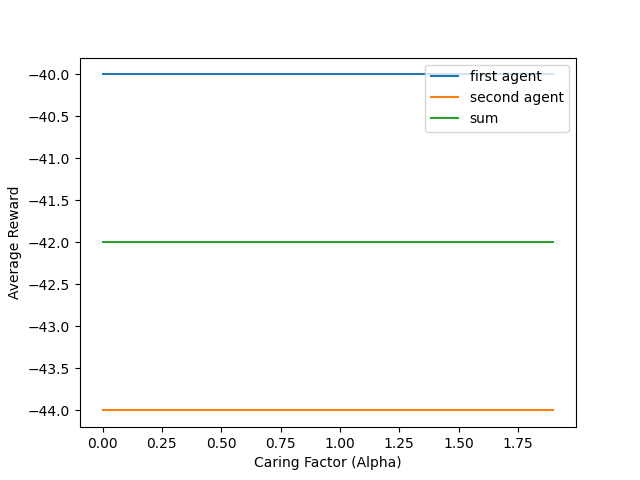 −40.0
−40.5
−41.0
−41.5
−42.0
−42.5
−43.0
−43.5
−44.0
Average Reward
first agent
second agent
sum
0.00 0.25 0.50 0.75 1.00 1.25 1.50 1.75
Caring Factor (Alpha)